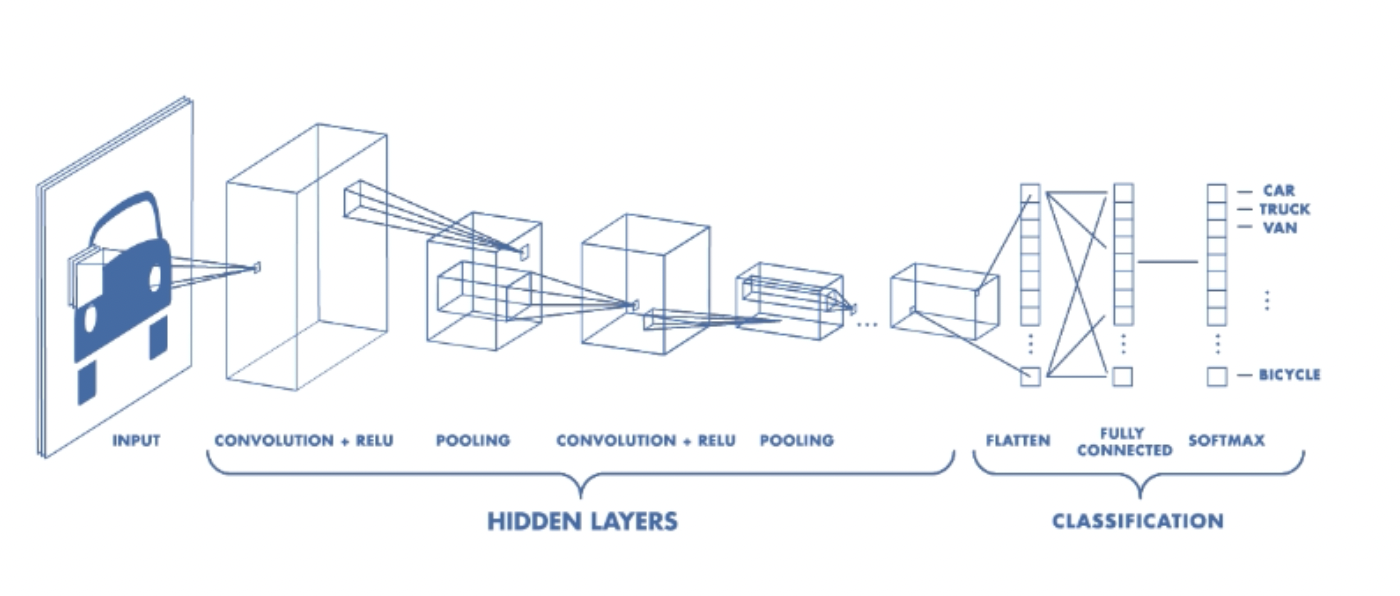 CAR
TRUCK
VAN
BICYCLE
INPUT
CONVOLUTION + RELU
POOLING
CONVOLUTION + RELU
POOLING
FLATTEN
FULLY
CONNECTED
SOFTMAX
HIDDEN LAYERS
CLASSIFICATION